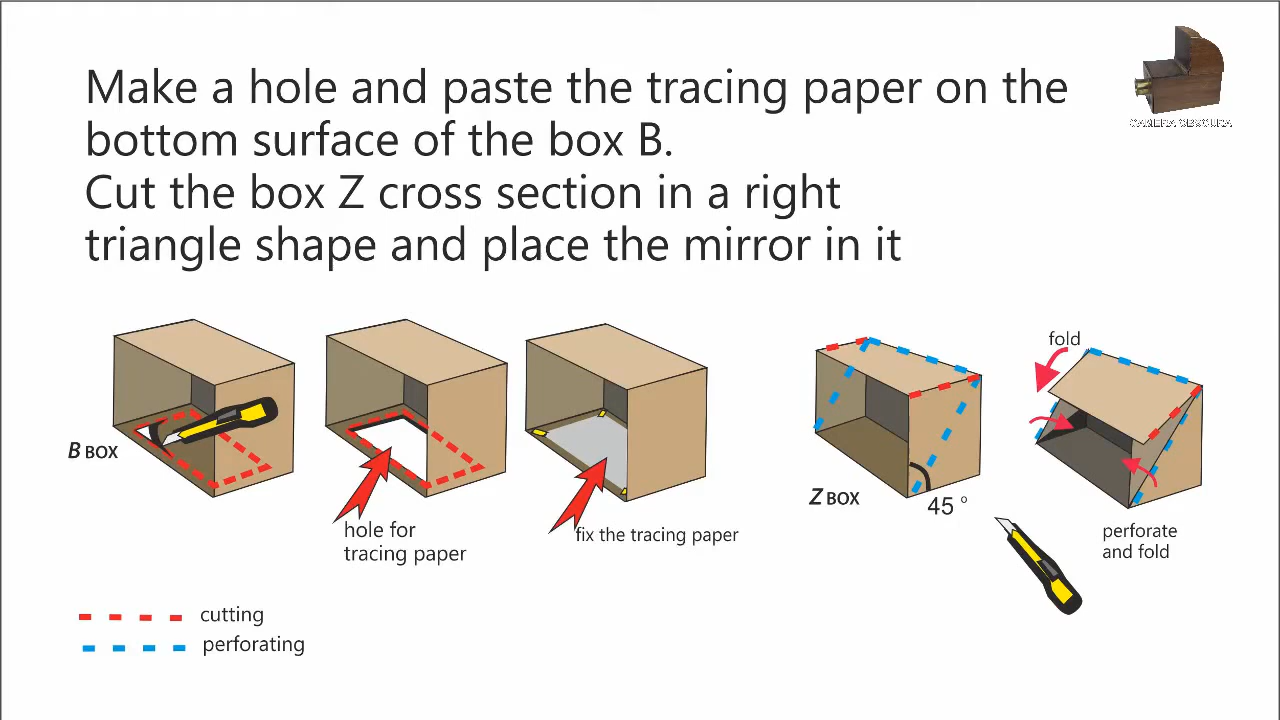 Make a hole and paste the tracing paper on the
bottom surface of the box B.
Cut the box Z cross section in a right
triangle shape and place the mirror in it
CAMERA OBSCURA
B BOX
hole for
tracing paper
fix the tracing paper
Z BOX
45 °
fold
perforate
and fold
cutting
perforating